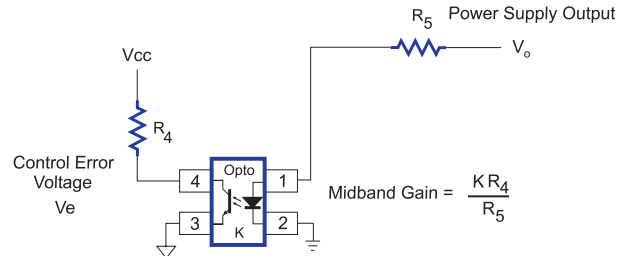 Power Supply Output
R5
Vo
Vcc
R4
Control Error
Voltage
Ve
Opto
4
1
3
2
K
Midband Gain = K R4
R5